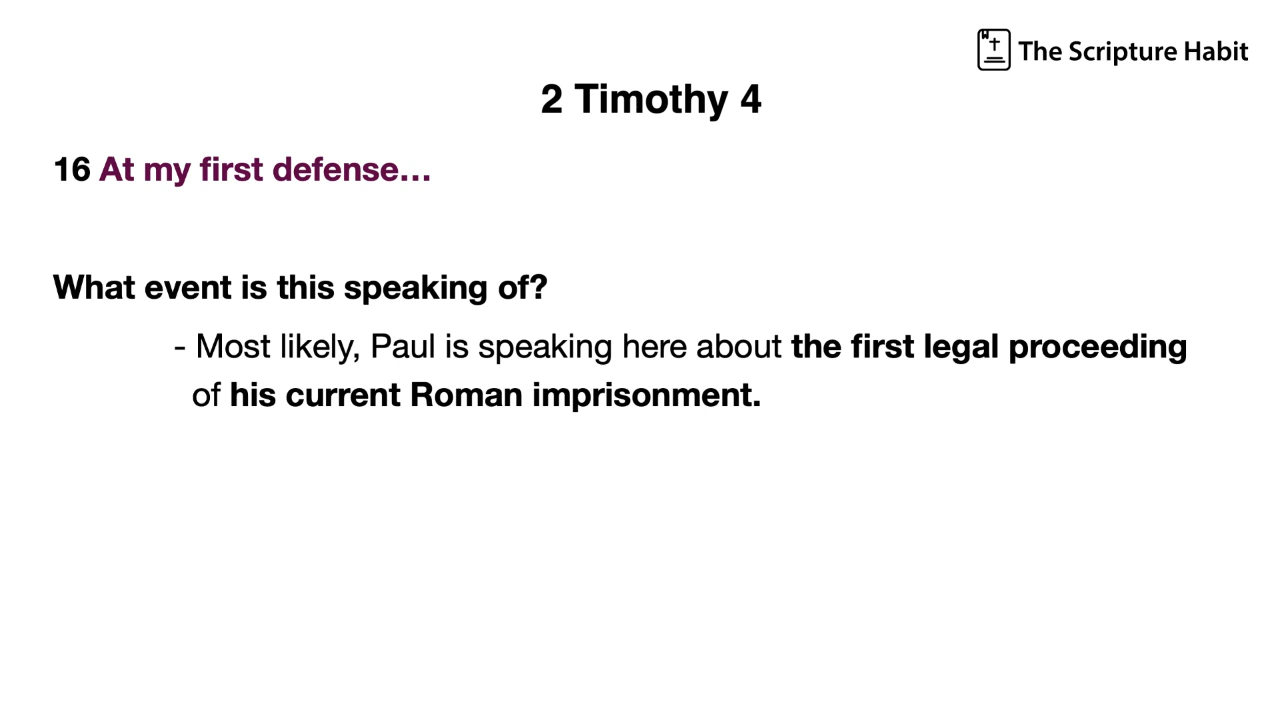 The Scripture Habit
2 Timothy 4
16 At my first defense…
What event is this speaking of?
- Most likely, Paul is speaking here about the first legal proceeding
of his current Roman imprisonment.